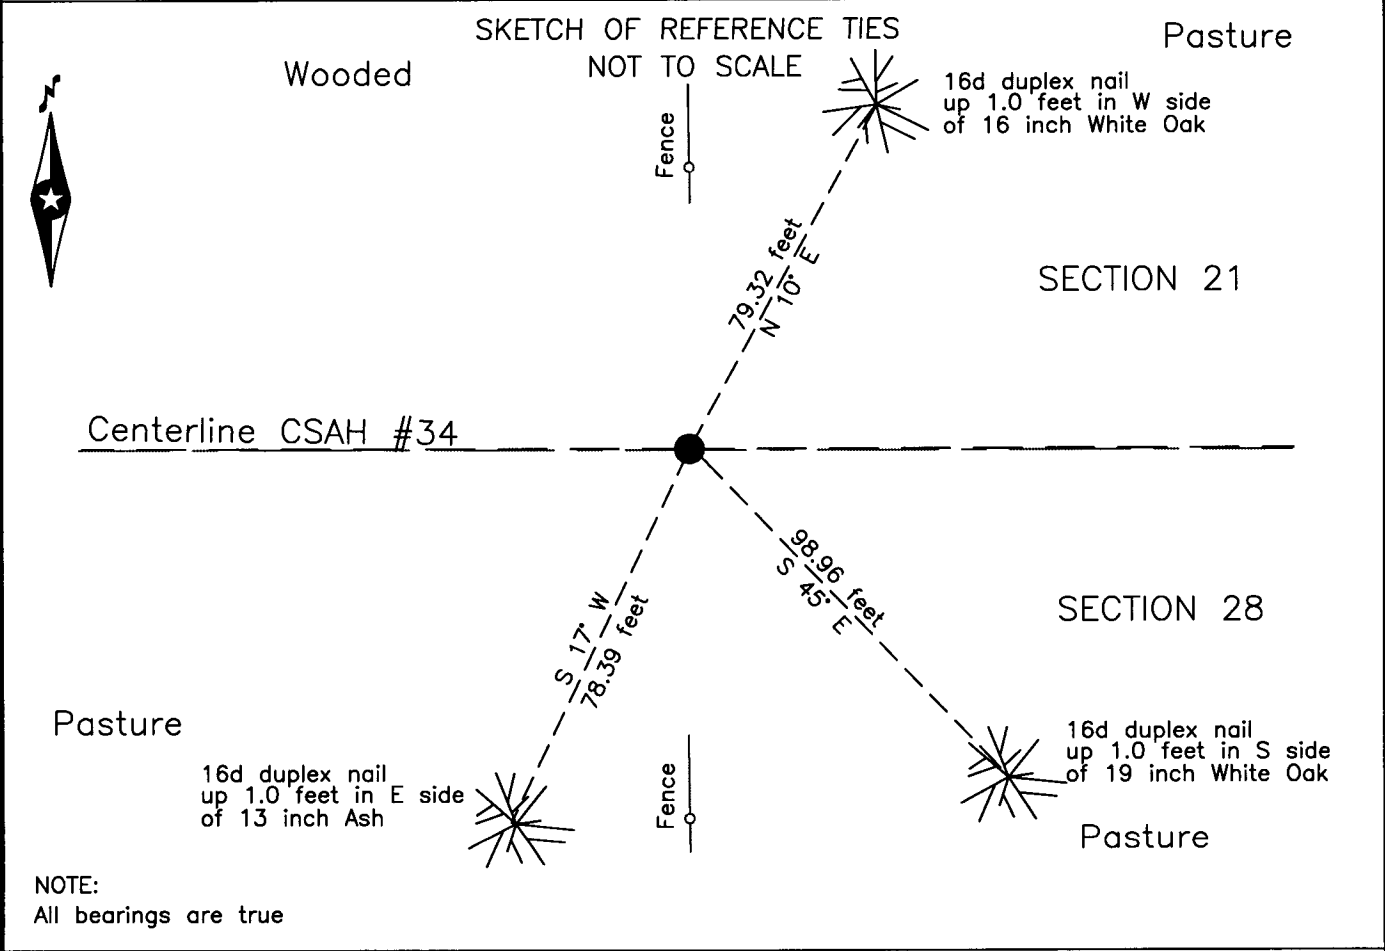 SKETCH OF REFERENCE TIES
NOT TO SCALE
Wooded
Pasture
N
16d duplex nail
up 1.0 feet in W side
of 16 inch White Oak
Fence
79.32 feet
N 10° E
SECTION 21
Centerline CSAH #34
98.96 feet
S 45° E
S 17° W
78.39 feet
SECTION 28
Pasture
16d duplex nail
up 1.0 feet in E side
of 13 inch Ash
Fence
16d duplex nail
up 1.0 feet in S side
of 19 inch White Oak
Pasture
NOTE:
All bearings are true